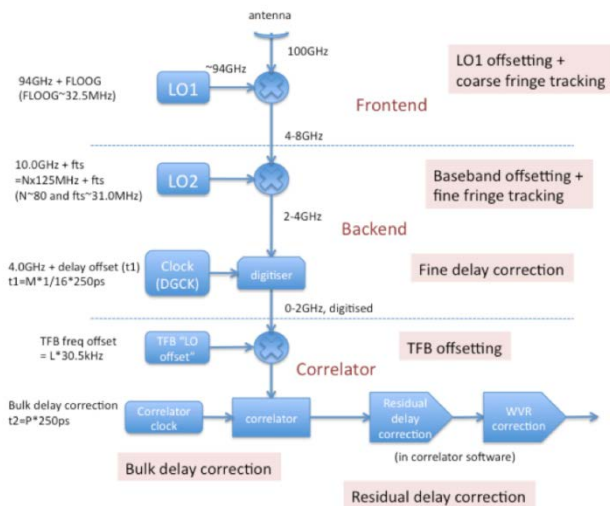 antenna
100GHz
~94GHz
94GHz + FLOOG
(FLOOG~32.5MHz)
LO1
LO1 offsetting +
coarse fringe tracking
Frontend
4-8GHz
10.0GHz + fts
=Nx125MHz + fts
(N~80 and fts~31.0MHz)
LO2
Baseband offsetting +
fine fringe tracking
2-4GHz
Backend
4.0GHz + delay offset (t1)
t1=M*1/16*250ps
Clock
(DGCK)
digitiser
Fine delay correction
0-2GHz, digitised
TFB freq offset
= L*30.5kHz
TFB "LO
offset"
TFB offsetting
Correlator
Bulk delay correction
t2=P*250ps
Correlator
clock
correlator
Residual
delay
correction
WVR
correction
(in correlator software)
Bulk delay correction
Residual delay correction